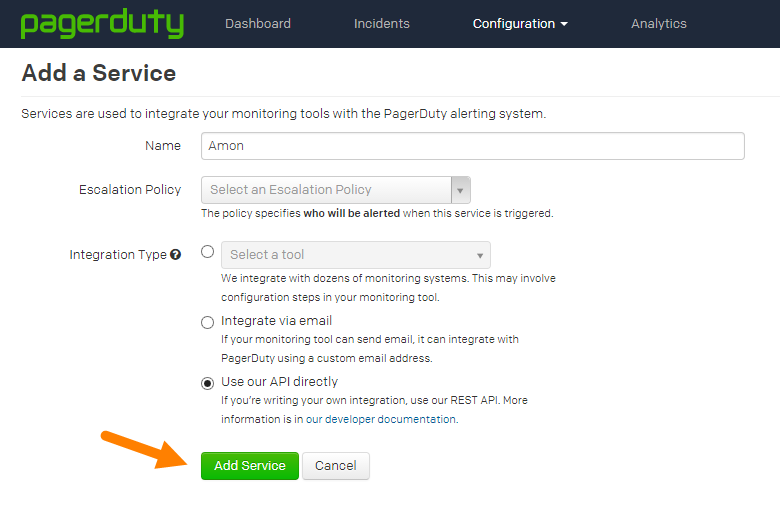 pagerduty Dashboard Incidents Configuration Analytics
Add a Service
Services are used to integrate your monitoring tools with the PagerDuty alerting system.
Name Amon
Escalation Policy Select an Escalation Policy
The policy specifies who will be alerted when this service is triggered.
Integration Type ? Select a tool
We integrate with dozens of monitoring systems. This may involve
configuration steps in your monitoring tool.
Integrate via email
If your monitoring tool can send email, it can integrate with
PagerDuty using a custom email address.
Use our API directly
If you're writing your own integration, use our REST API. More
information is in our developer documentation.
Add Service Cancel